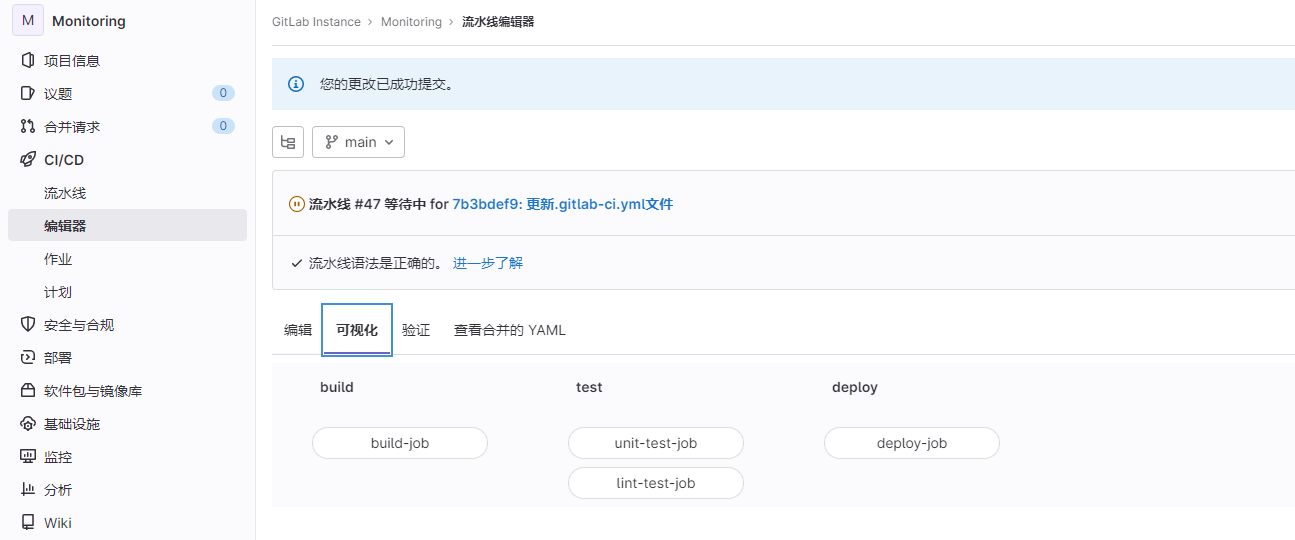 M Monitoring
项目信息
议题 0
合并请求 0
CI/CD
流水线
编辑器
作业
计划
安全与合规
部署
软件包与镜像库
基础设施
监控
分析
Wiki
GitLab Instance › Monitoring › 流水线编辑器
您的更改已成功提交。
main
流水线 #47 等待中 for 7b3bdef9: 更新.gitlab-ci.yml文件
流水线语法是正确的。 进一步了解
编辑 可视化 验证 查看合并的 YAML
build test deploy
build-job unit-test-job deploy-job
lint-test-job